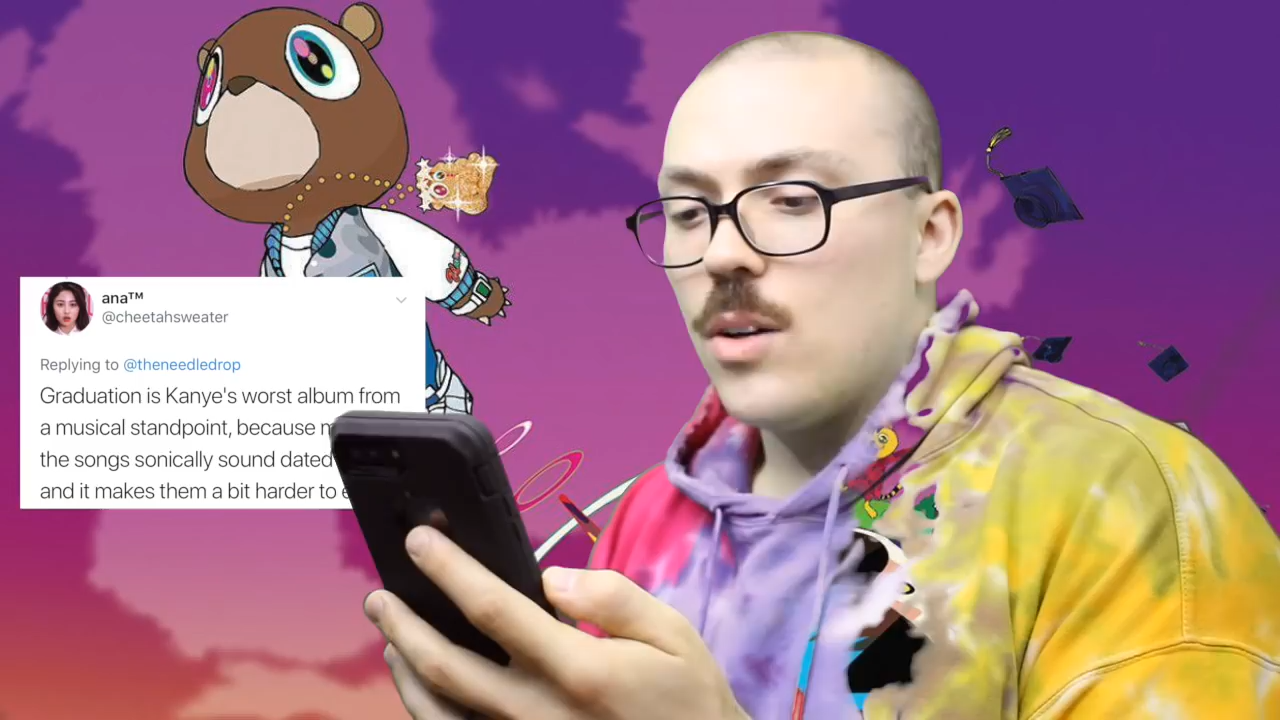 ana™
@cheetahsweater
Replying to @theneedledrop
Graduation is Kanye's worst album from
a musical standpoint, because
the songs sonically sound dated
and it makes them a bit harder to